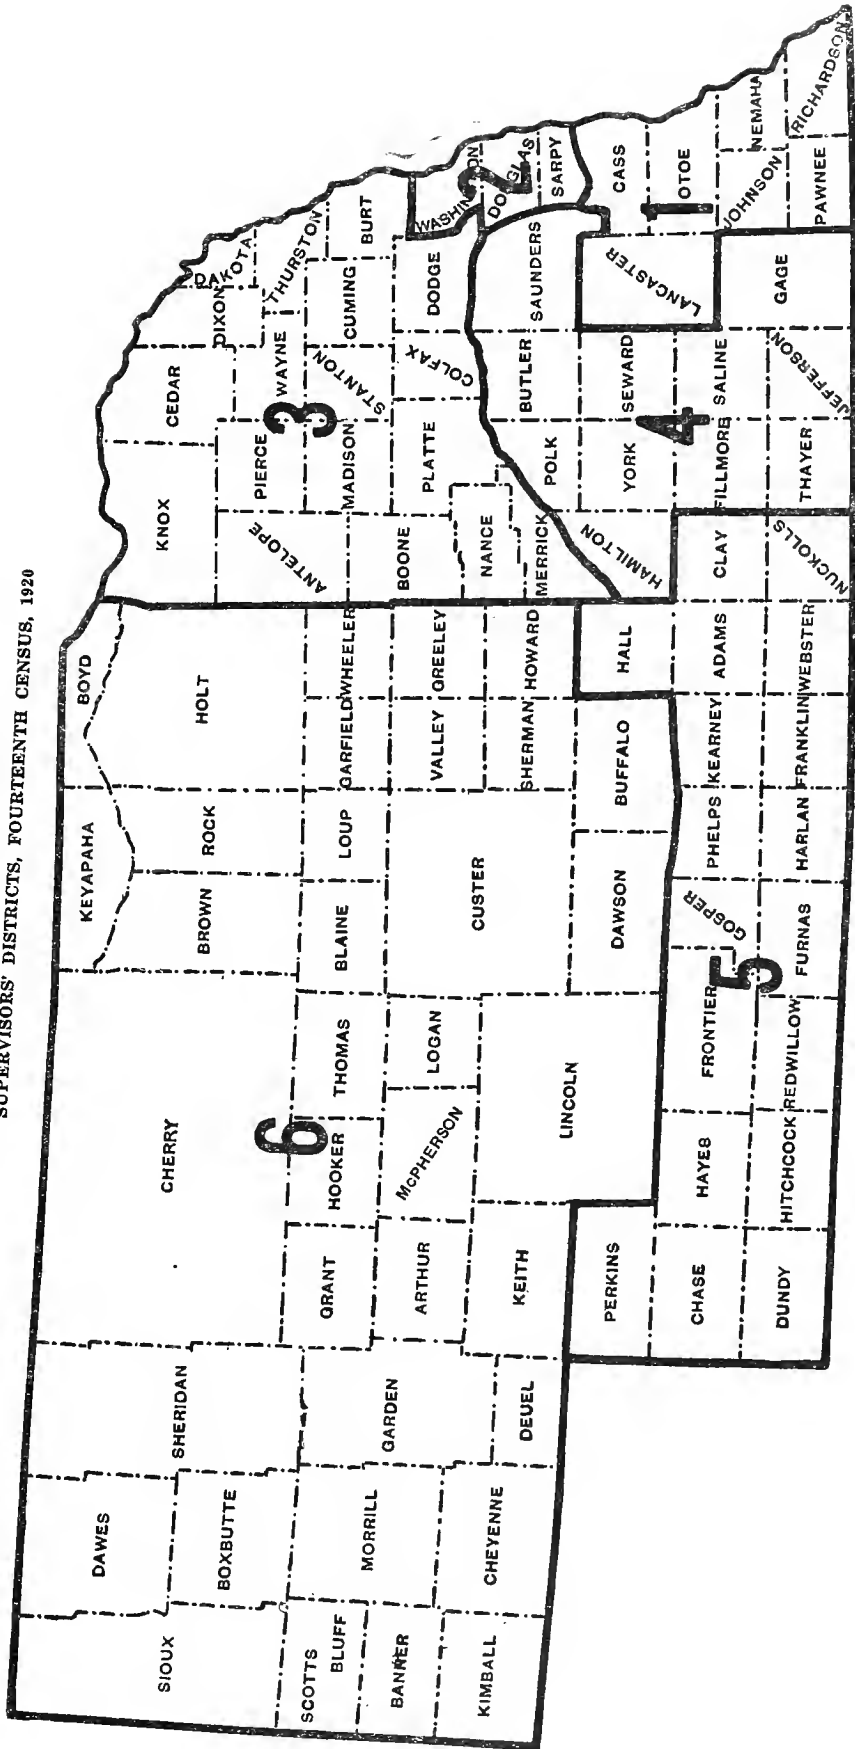 SUPERVISORS' DISTRICTS, FOURTEENTH CENSUS, 1920
SIOUX
DAWES
BOXBUTTE
SHERIDAN
SCOTTS
BLUFF
BANNER
KIMBALL
MORRILL
CHEYENNE
GARDEN
DEUEL
CHERRY
GRANT
HOOKER
THOMAS
ARTHUR
McPHERSON
LOGAN
KEITH
LINCOLN
6
KEYAPAHA
BROWN
ROCK
BOYD
HOLT
BLAINE
LOUP
GARFIELD
WHEELER
CUSTER
VALLEY
GREELEY
SHERMAN
HOWARD
DAWSON
BUFFALO
HALL
PERKINS
CHASE
DUNDY
HAYES
HITCHCOCK
FRONTIER
REDWILLOW
5
GOSPER
FURNAS
PHELPS
HARLAN
KEARNEY
FRANKLIN
ADAMS
WEBSTER
CLAY
NUCKOLLS
KNOX
CEDAR
DIXON
DAKOTA
ANTELOPE
PIERCE
3
WAYNE
THURSTON
BOONE
MADISON
STANTON
CUMING
BURT
NANCE
PLATTE
COLFAX
DODGE
MERRICK
HAMILTON
POLK
BUTLER
SAUNDERS
YORK
SEWARD
4
FILLMORE
SALINE
THAYER
JEFFERSON
LANCASTER
GAGE
2
DOUGLAS
SARPY
CASS
OTOE
1
JOHNSON
NEMAHA
PAWNEE
RICHARDSON